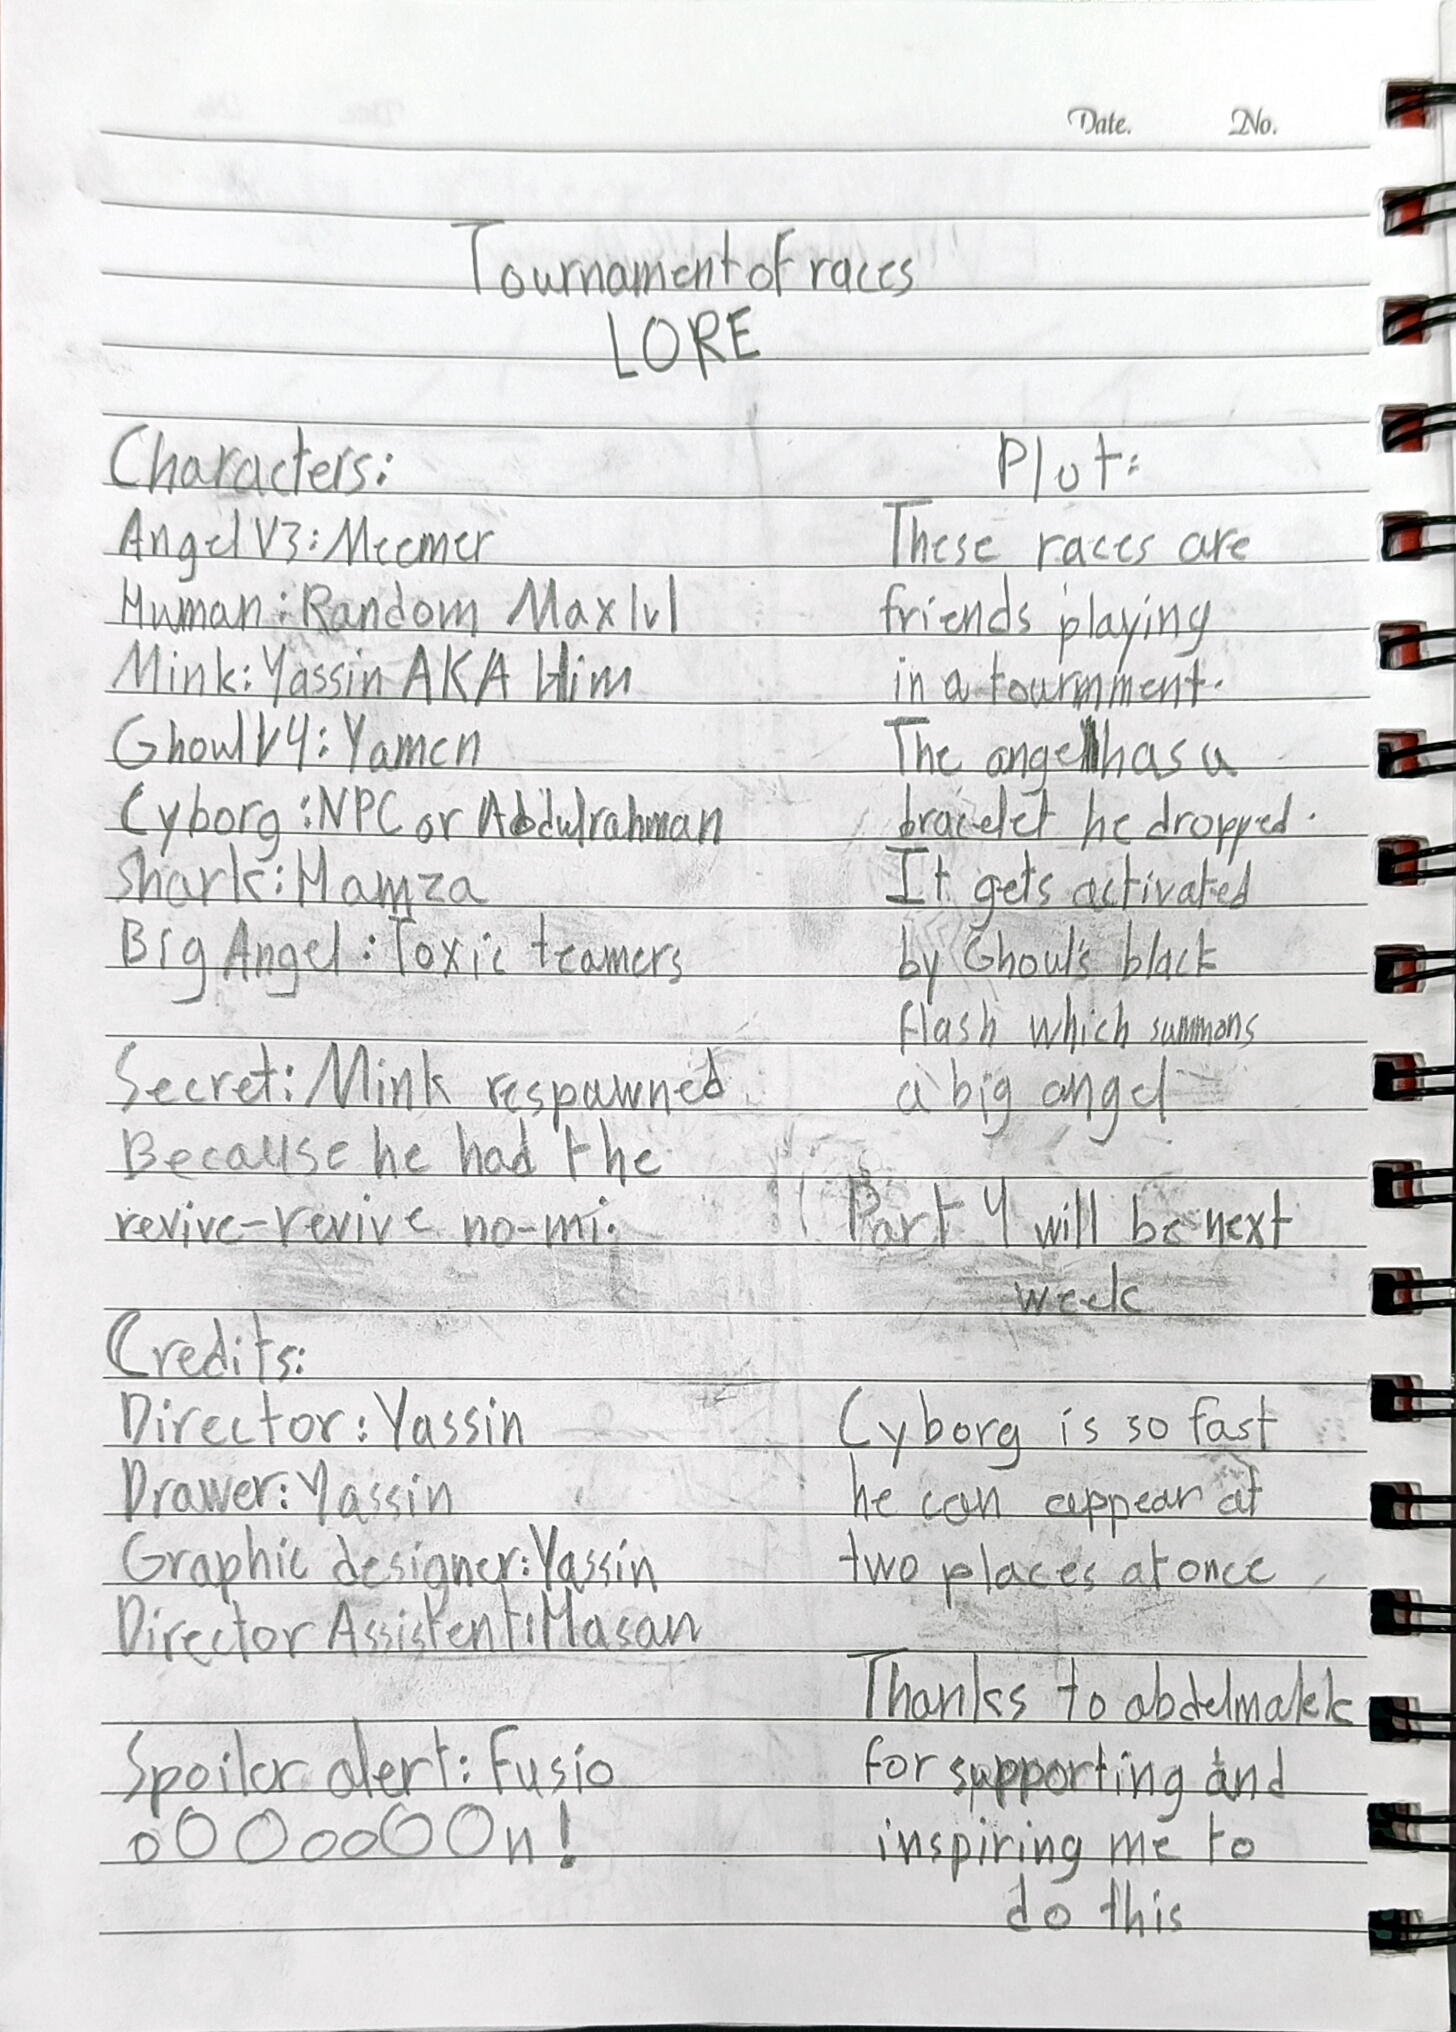 Date. No.
Tournament of races
LORE
Characters:
Angel V3: Meemer
Human: Random Max lvl
Mink: Yassin AKA Him
Ghoul V4: Yamen
Cyborg: NPC or Abdulrahman
Shark: Hamza
Big Angel: Toxic teamers
Secret: Mink respawned
Because he had the
revive-revive no-mi.
Credits:
Director: Yassin
Drawer: Yassin
Graphic designer: Yassin
Director Assistent: Hasan
Spoiler alert: Fusio
oOOooOOn!
Plot:
These races are
friends playing
in a tournment.
The angel has a
bracelet he dropped.
It gets activated
by Ghoul's black
flash which summons
a big angel
Part 4 will be next
week
Cyborg is so fast
he can appear at
two places at once
Thanks to abdelmalek
for supporting and
inspiring me to
do this